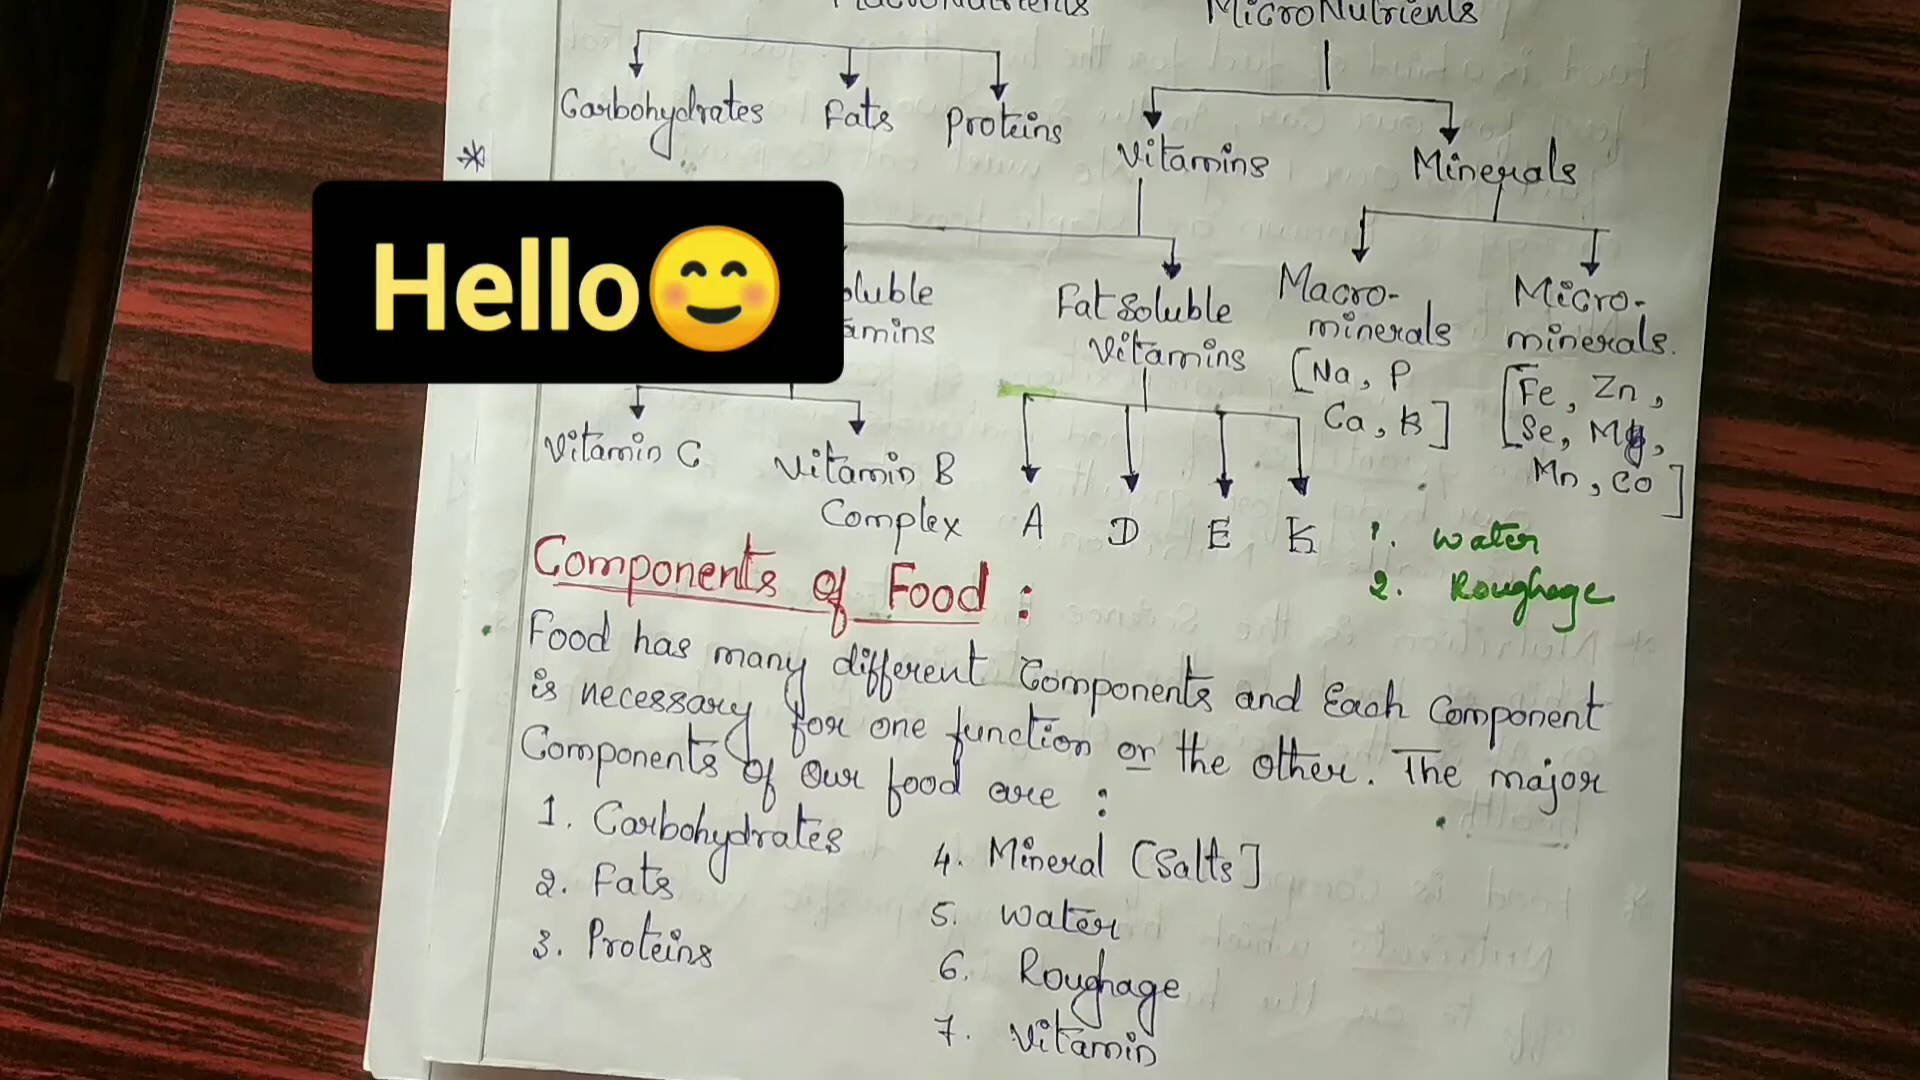 MacroNutrients MicroNutrients
Carbohydrates Fats Proteins
Vitamins Minerals
*
Hello😊
Fat Soluble Vitamins
Macro-minerals
[Na, P
Ca, K]
Micro-minerals.
[Fe, Zn,
Se, Mg,
Mn, Co]
Vitamin C
Vitamin B
Complex
A D E K
1. Water
2. Roughage
Components of Food :
Food has many different Components and Each Component
is necessary for one function or the other. The major
Components of Our food are :
1. Carbohydrates
2. Fats
3. Proteins
4. Mineral [Salts]
5. Water
6. Roughage
7. Vitamin